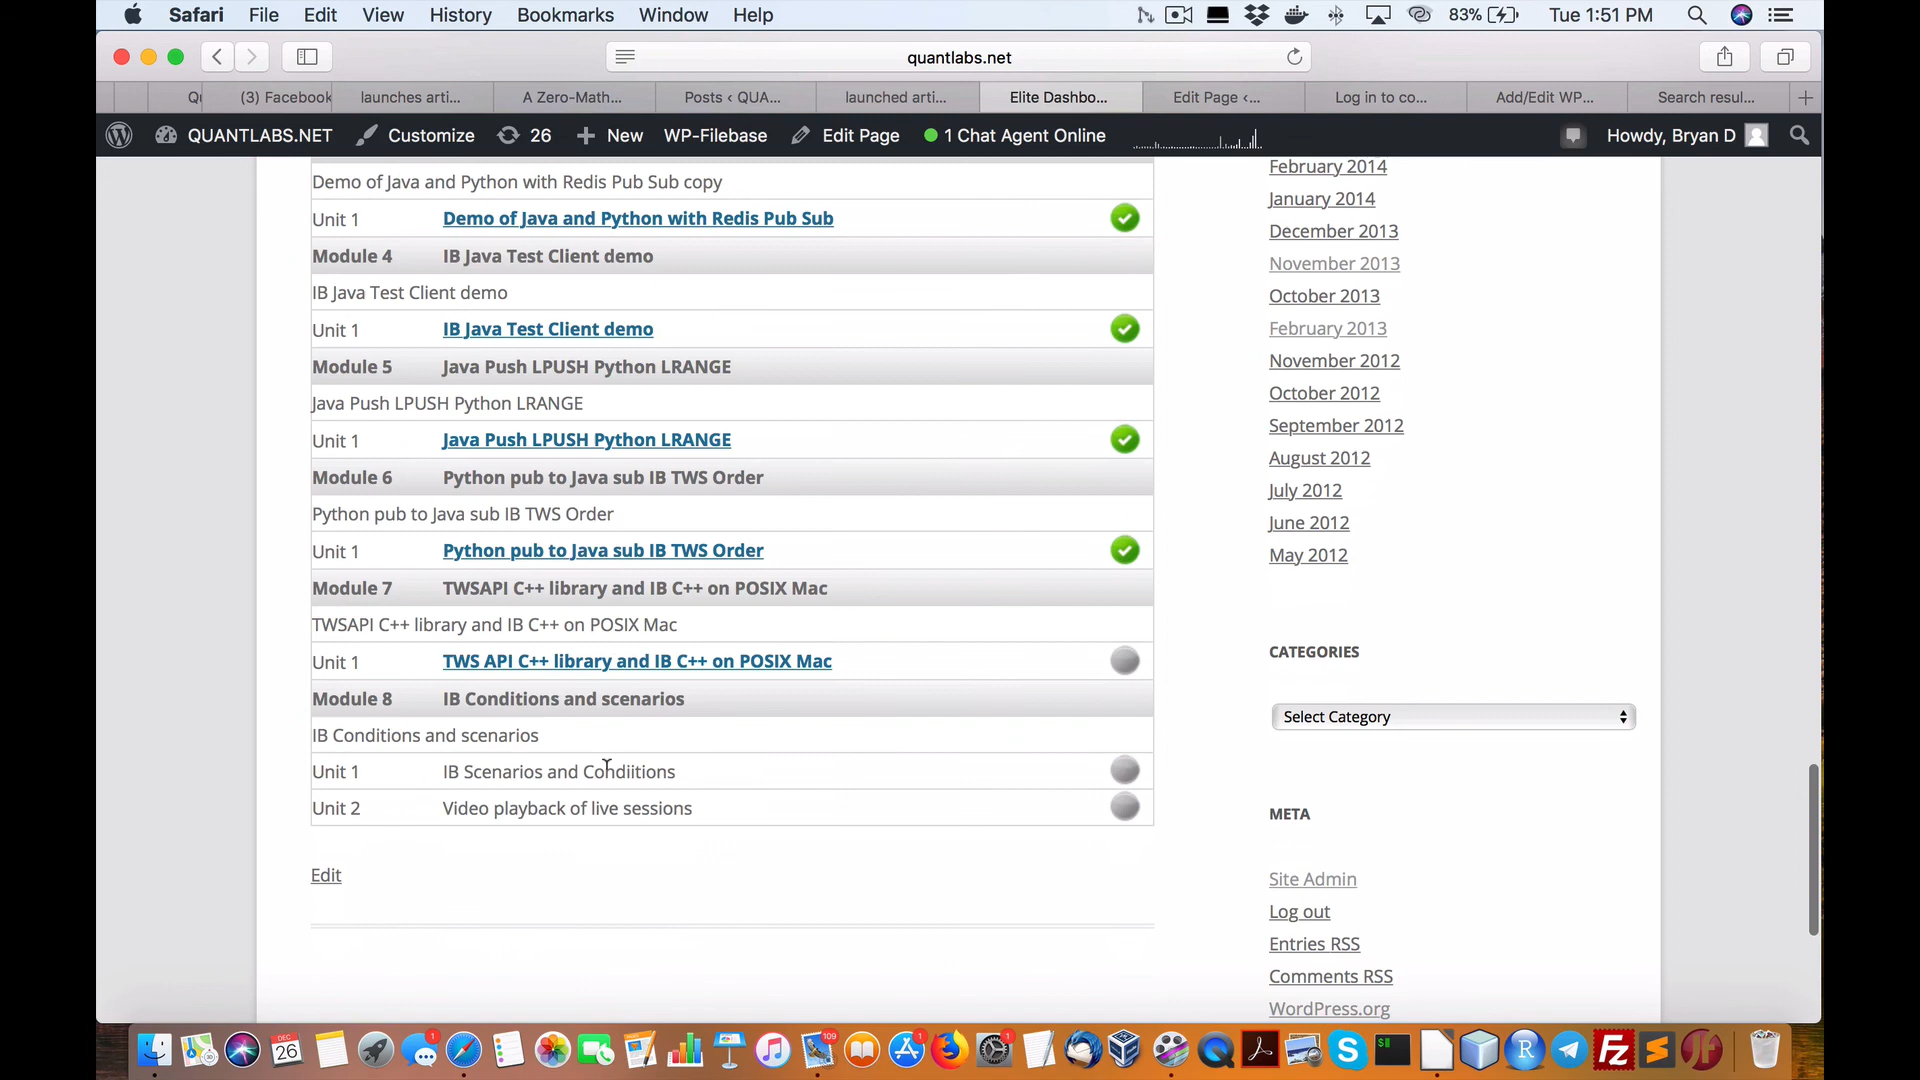 Safari File Edit View History Bookmarks Window Help 83% Tue 1:51 PM
quantlabs.net
(3) Facebook launches arti... A Zero-Math... Posts ‹ QUA... launched arti... Elite Dashbo... Edit Page ‹... Log in to co... Add/Edit WP... Search resul...
QUANTLABS.NET Customize 26 New WP-Filebase Edit Page 1 Chat Agent Online Howdy, Bryan D
Demo of Java and Python with Redis Pub Sub copy
Unit 1 Demo of Java and Python with Redis Pub Sub
Module 4 IB Java Test Client demo
IB Java Test Client demo
Unit 1 IB Java Test Client demo
Module 5 Java Push LPUSH Python LRANGE
Java Push LPUSH Python LRANGE
Unit 1 Java Push LPUSH Python LRANGE
Module 6 Python pub to Java sub IB TWS Order
Python pub to Java sub IB TWS Order
Unit 1 Python pub to Java sub IB TWS Order
Module 7 TWSAPI C++ library and IB C++ on POSIX Mac
TWSAPI C++ library and IB C++ on POSIX Mac
Unit 1 TWS API C++ library and IB C++ on POSIX Mac
Module 8 IB Conditions and scenarios
IB Conditions and scenarios
Unit 1 IB Scenarios and Condiitions
Unit 2 Video playback of live sessions
Edit
February 2014
January 2014
December 2013
November 2013
October 2013
February 2013
November 2012
October 2012
September 2012
August 2012
July 2012
June 2012
May 2012
CATEGORIES
Select Category
META
Site Admin
Log out
Entries RSS
Comments RSS
WordPress.org
DEC
26
1
109
1
1